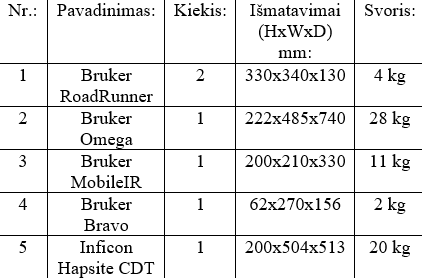 Nr.: Pavadinimas: Kiekis: Išmatavimai Svoris:
(HxWxD)
mm:
1 Bruker 2 330x340x130 4 kg
RoadRunner
2 Bruker 1 222x485x740 28 kg
Omega
3 Bruker 1 200x210x330 11 kg
MobileIR
4 Bruker 1 62x270x156 2 kg
Bravo
5 Inficon 1 200x504x513 20 kg
Hapsite CDT